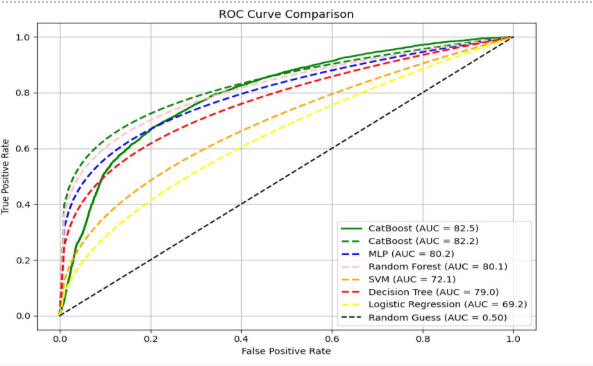 ROC Curve Comparison
True Positive Rate
1.0
0.8
0.6
0.4
0.2
0.0
CatBoost (AUC = 82.5)
CatBoost (AUC = 82.2)
MLP (AUC = 80.2)
Random Forest (AUC = 80.1)
SVM (AUC = 72.1)
Decision Tree (AUC = 79.0)
Logistic Regression (AUC = 69.2)
Random Guess (AUC = 0.50)
0.0 0.2 0.4 0.6 0.8 1.0
False Positive Rate